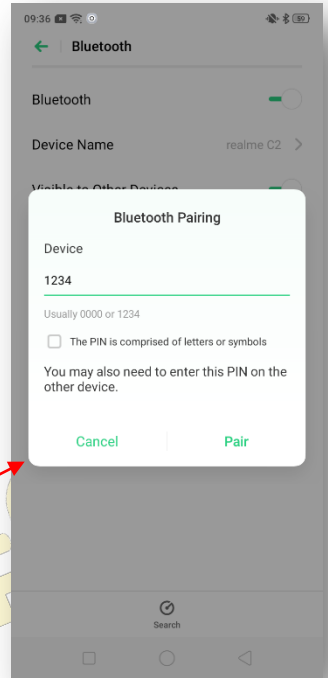 09:36
Bluetooth
Bluetooth
Device Name realme C2
Visible to Other Devices
Bluetooth Pairing
Device
1234
Usually 0000 or 1234
The PIN is comprised of letters or symbols
You may also need to enter this PIN on the
other device.
Cancel Pair
Search